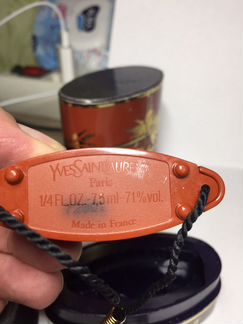 YVES SAINT LAURENT
Paris
1/4 FL.OZ.-7,5 ml-71%vol.
Made in France